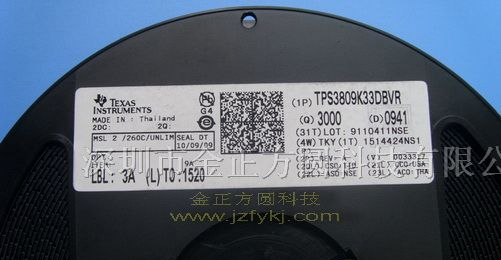 TEXAS INSTRUMENTS
MADE IN: Thailand
2DC: 2Q:
MSL 2 /260C/UNLIM
SEAL DT
10/09/09
OPT:
LBL: 3A (L)TO:1520
G4
(1P) TPS3809K33DBVR
(Q) 3000 (D) 0941
(31T)LOT: 9110411NSE
(4W) TKY(1T) 1514424NS1
深圳市金正方圆科技有限公司
金正方圆科技
www.jzfykj.com